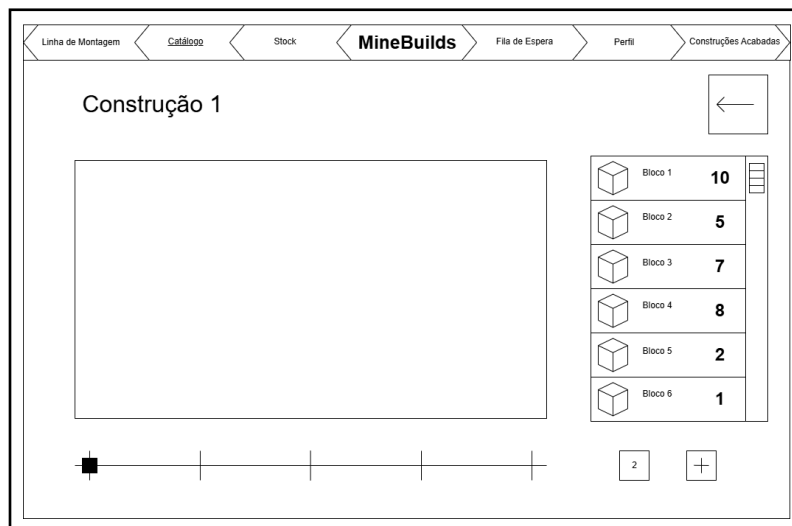 Linha de Montagem
Catálogo
Stock
MineBuilds
Fila de Espera
Perfil
Construções Acabadas
Construção 1
Bloco 1 10
Bloco 2 5
Bloco 3 7
Bloco 4 8
Bloco 5 2
Bloco 6 1
2